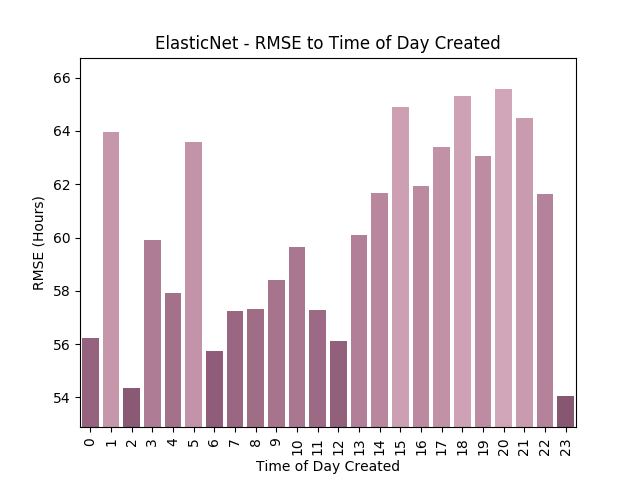 ElasticNet - RMSE to Time of Day Created
RMSE (Hours)
66
64
62
60
58
56
54
0 1 2 3 4 5 6 7 8 9 10 11 12 13 14 15 16 17 18 19 20 21 22 23
Time of Day Created